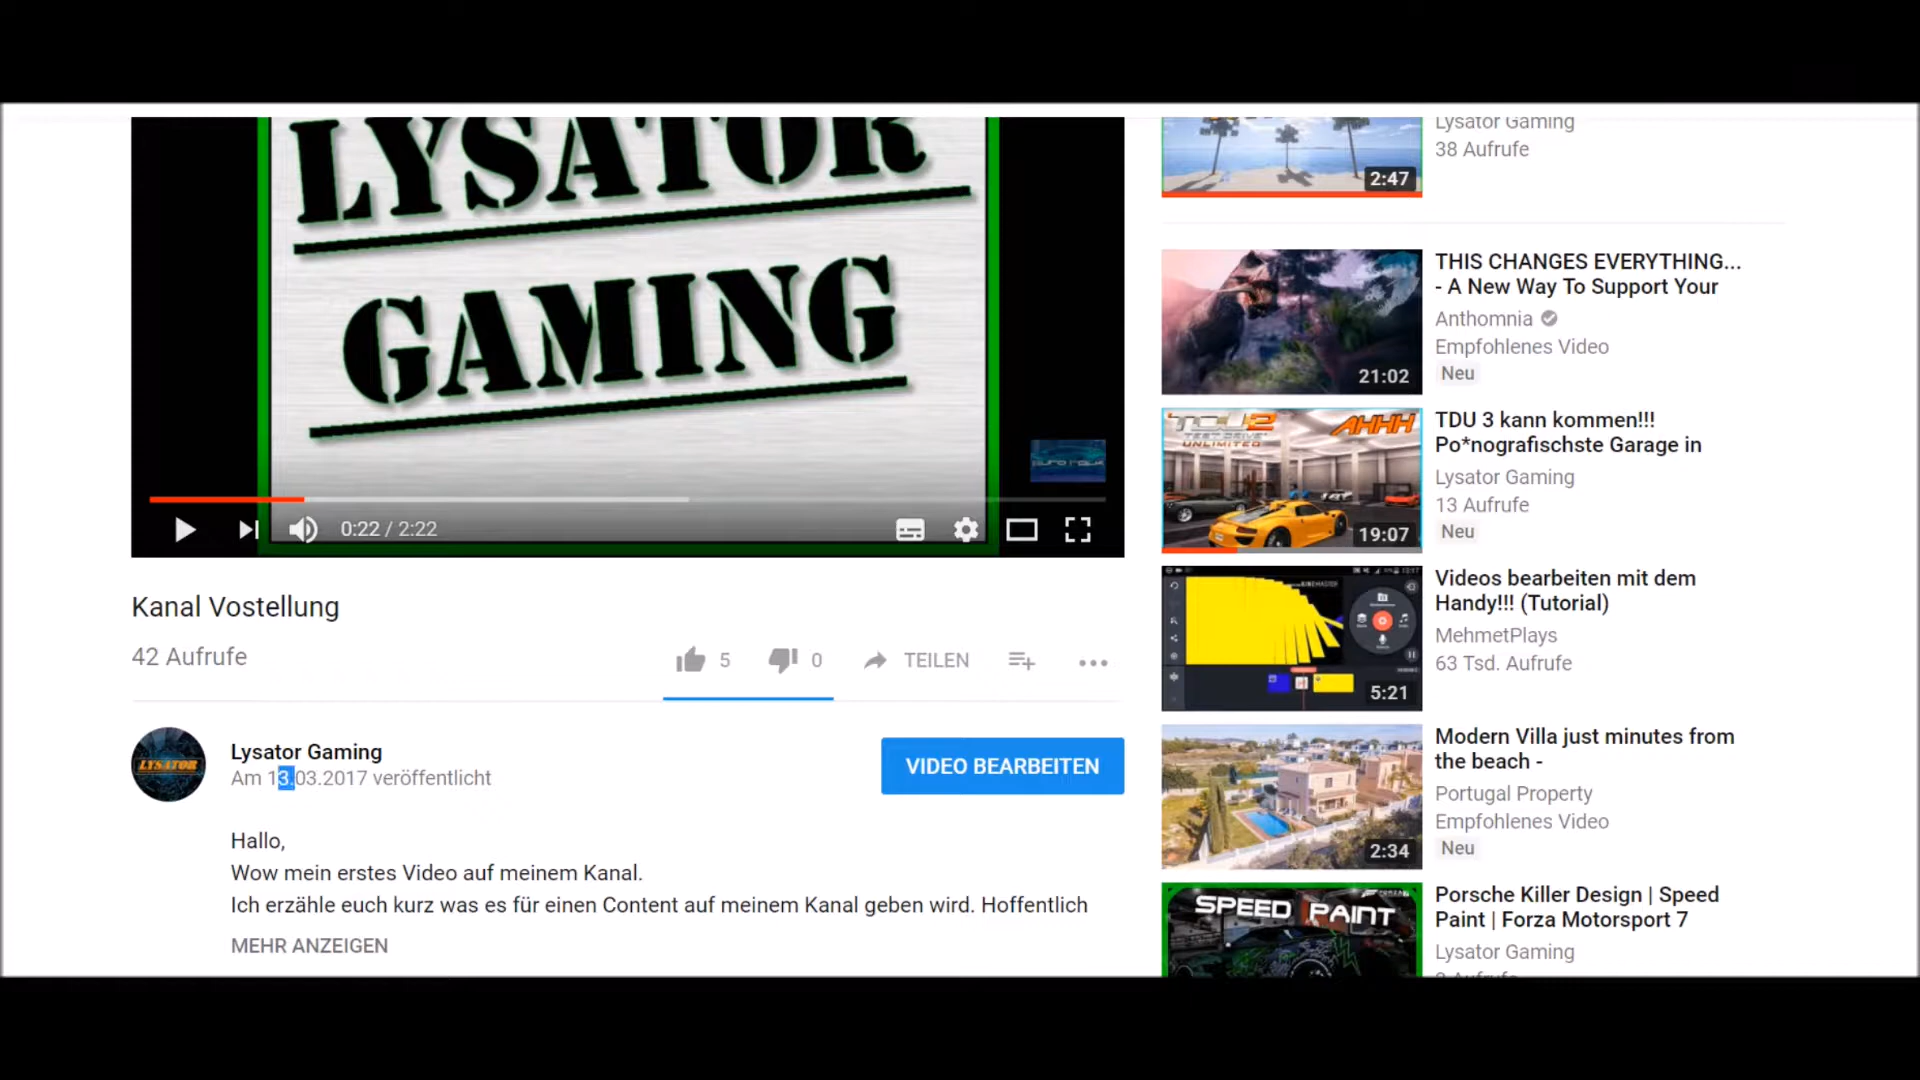 LYSATOR
GAMING
0:22 / 2:22
Kanal Vostellung
42 Aufrufe
5
0
TEILEN
LYSATOR
Lysator Gaming
Am 13.03.2017 veröffentlicht
VIDEO BEARBEITEN
Hallo,
Wow mein erstes Video auf meinem Kanal.
Ich erzähle euch kurz was es für einen Content auf meinem Kanal geben wird. Hoffentlich
MEHR ANZEIGEN
Lysator Gaming
38 Aufrufe
2:47
THIS CHANGES EVERYTHING...
- A New Way To Support Your
Anthomnia
Empfohlenes Video
Neu
21:02
TDU2
TEST DRIVE
UNLIMITED
AHHH
19:07
TDU 3 kann kommen!!!
Po*nografischste Garage in
Lysator Gaming
13 Aufrufe
Neu
KINEMASTER
5:21
Videos bearbeiten mit dem
Handy!!! (Tutorial)
MehmetPlays
63 Tsd. Aufrufe
2:34
Modern Villa just minutes from
the beach -
Portugal Property
Empfohlenes Video
Neu
SPEED PAINT
Porsche Killer Design | Speed
Paint | Forza Motorsport 7
Lysator Gaming